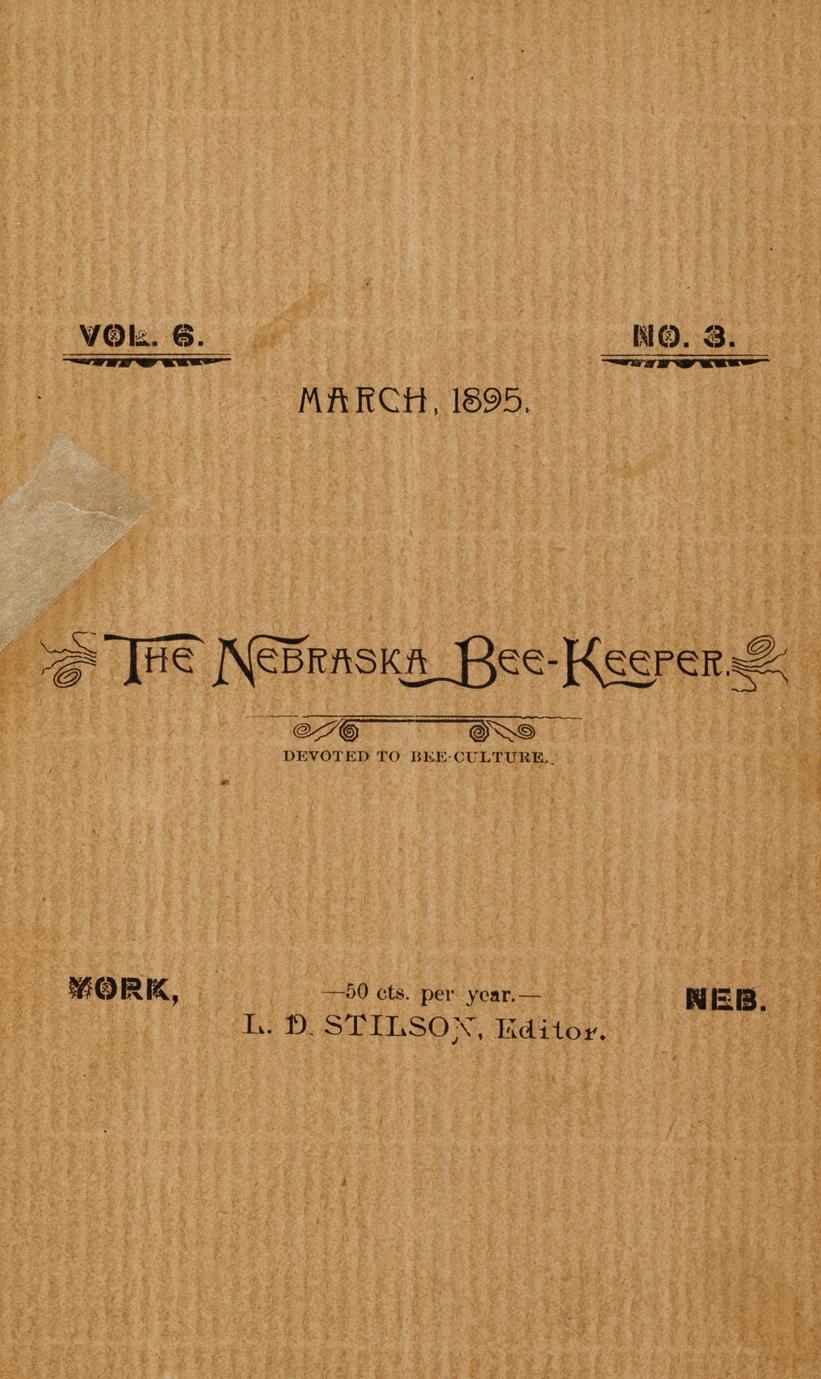 VOL. 6. NO. 3.
MARCH, 1895.
THE NEBRASKA BEE-KEEPER.
DEVOTED TO BEE-CULTURE.
YORK, —50 cts. per year.— NEB.
L. D. STILSON, Editor.